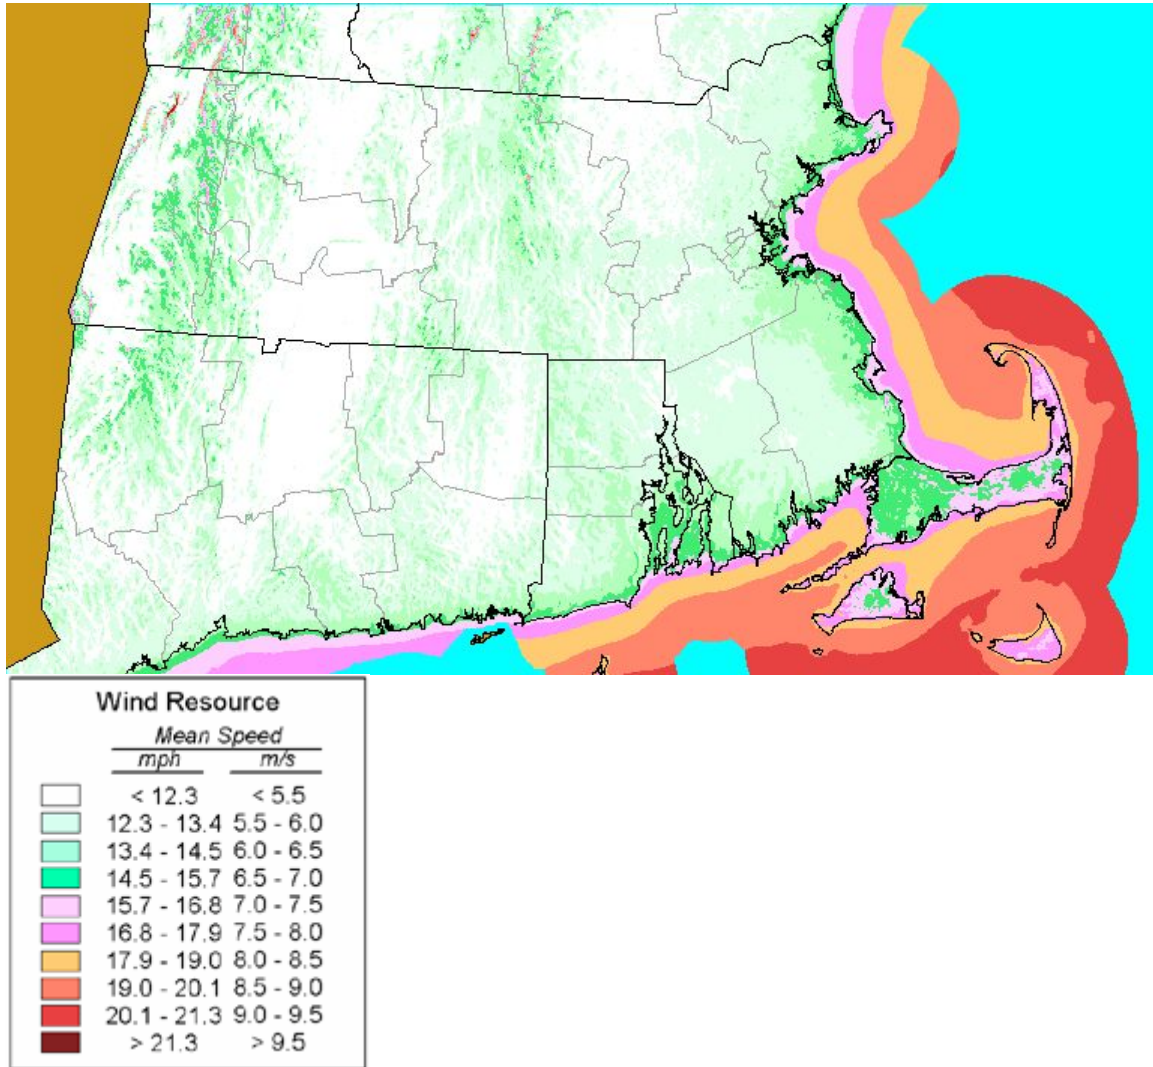 Wind Resource
Mean Speed
mph m/s
< 12.3 < 5.5
12.3 - 13.4 5.5 - 6.0
13.4 - 14.5 6.0 - 6.5
14.5 - 15.7 6.5 - 7.0
15.7 - 16.8 7.0 - 7.5
16.8 - 17.9 7.5 - 8.0
17.9 - 19.0 8.0 - 8.5
19.0 - 20.1 8.5 - 9.0
20.1 - 21.3 9.0 - 9.5
> 21.3 > 9.5